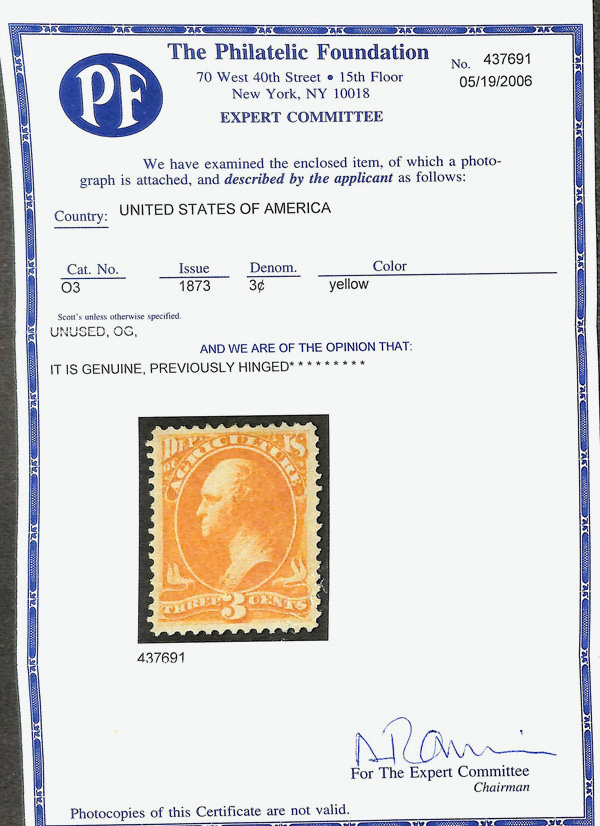 PF
The Philatelic Foundation
70 West 40th Street • 15th Floor
New York, NY 10018
EXPERT COMMITTEE
No. 437691
05/19/2006
We have examined the enclosed item, of which a photo-
graph is attached, and described by the applicant as follows:
Country: UNITED STATES OF AMERICA
Cat. No. Issue Denom. Color
O3 1873 3¢ yellow
Scott's unless otherwise specified.
UNUSED, OG,
AND WE ARE OF THE OPINION THAT:
IT IS GENUINE, PREVIOUSLY HINGED* * * * * * * * *
DEPT
OF
AGRICULTURE
U.S.
THREE 3 CENTS
437691
For The Expert Committee
Chairman
Photocopies of this Certificate are not valid.